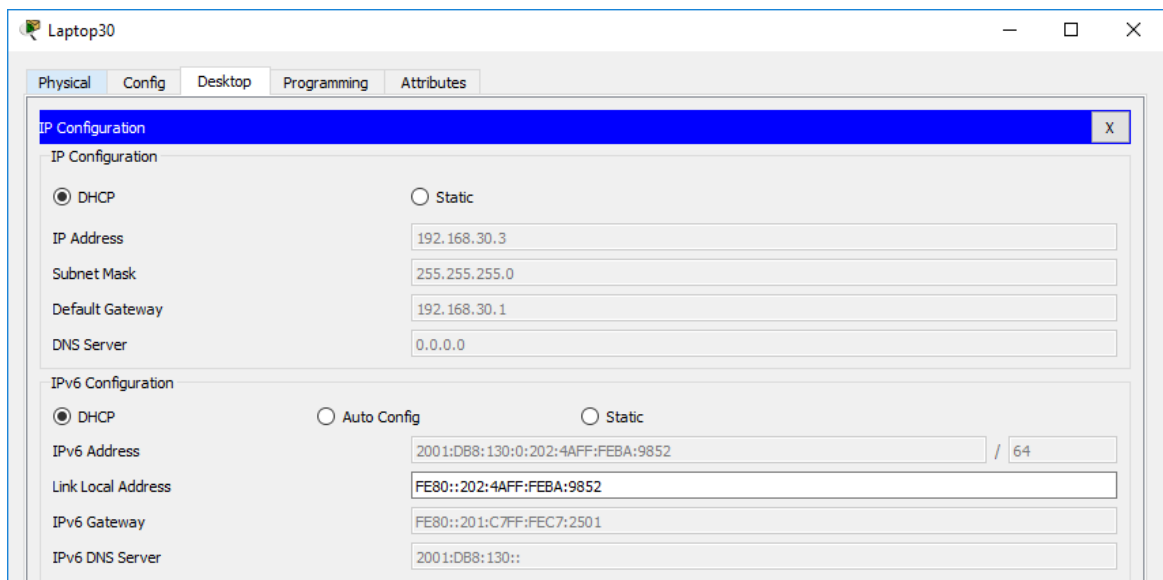 Laptop30
Physical Config Desktop Programming Attributes
IP Configuration X
IP Configuration
DHCP Static
IP Address 192.168.30.3
Subnet Mask 255.255.255.0
Default Gateway 192.168.30.1
DNS Server 0.0.0.0
IPv6 Configuration
DHCP Auto Config Static
IPv6 Address 2001:DB8:130:0:202:4AFF:FEBA:9852 / 64
Link Local Address FE80::202:4AFF:FEBA:9852
IPv6 Gateway FE80::201:C7FF:FEC7:2501
IPv6 DNS Server 2001:DB8:130::